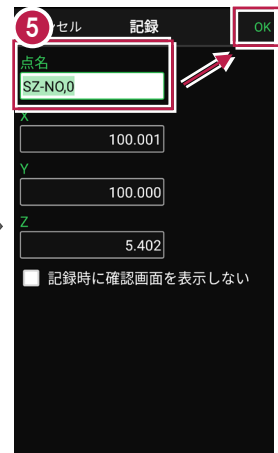 5 セル 記録 OK
点名
SZ-NO,0
X
100.001
Y
100.000
Z
5.402
記録時に確認画面を表示しない